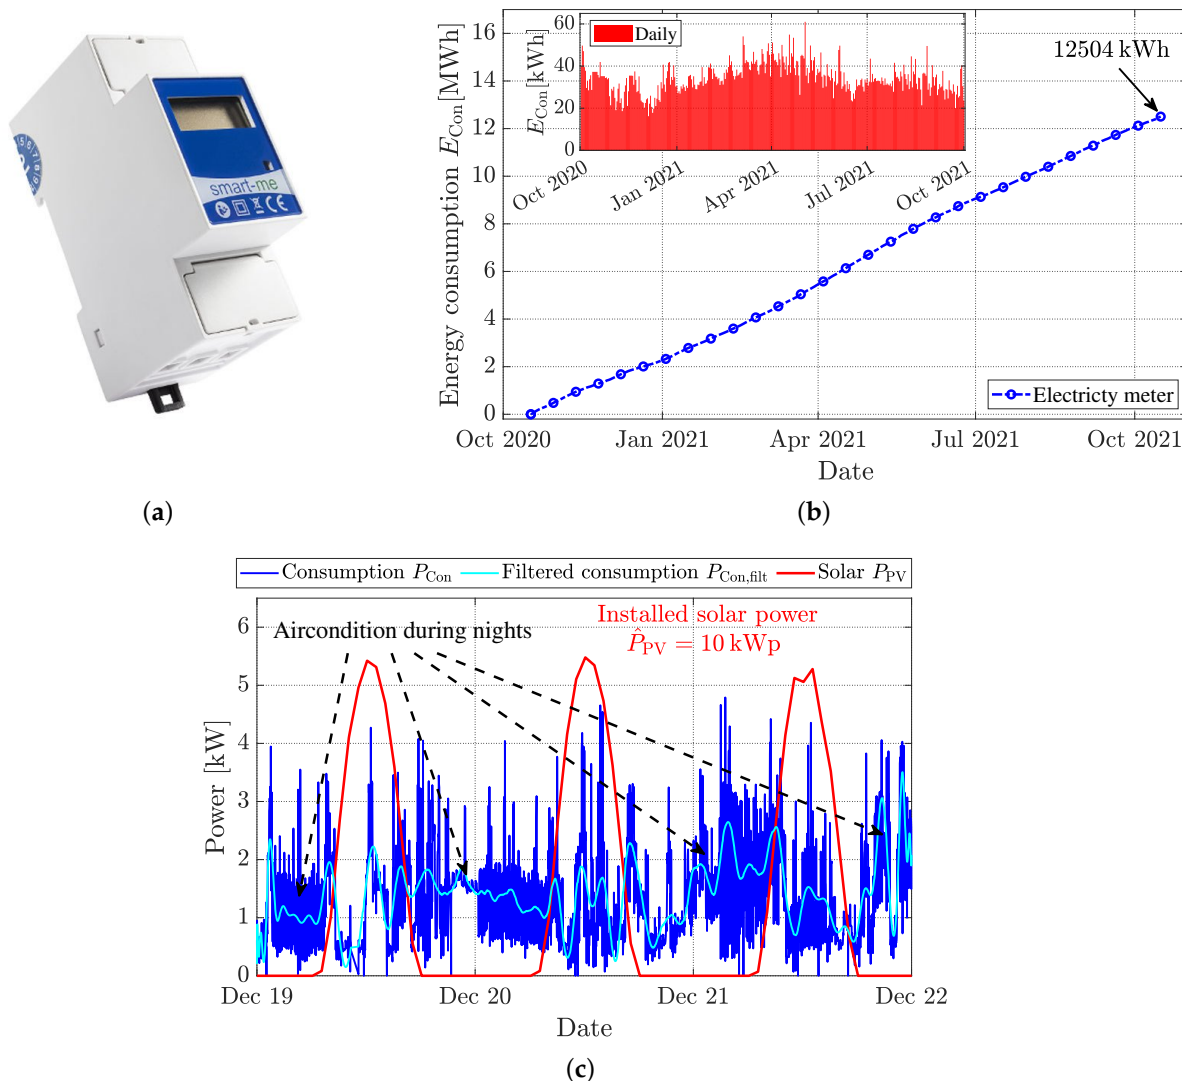 (a)
smart-me
CE
(b)
Energy consumption E_Con[MWh]
16
14
12
10
8
6
4
2
0
Oct 2020
Jan 2021
Apr 2021
Jul 2021
Oct 2021
Date
12504 kWh
Electricty meter
E_Con[kWh]
60
40
20
0
Daily
Oct 2020
Jan 2021
Apr 2021
Jul 2021
Oct 2021
(c)
Consumption P_Con
Filtered consumption P_Con,filt
Solar P_PV
Installed solar power
P̂_PV = 10 kWp
Aircondition during nights
Power [kW]
6
5
4
3
2
1
0
Dec 19
Dec 20
Dec 21
Dec 22
Date